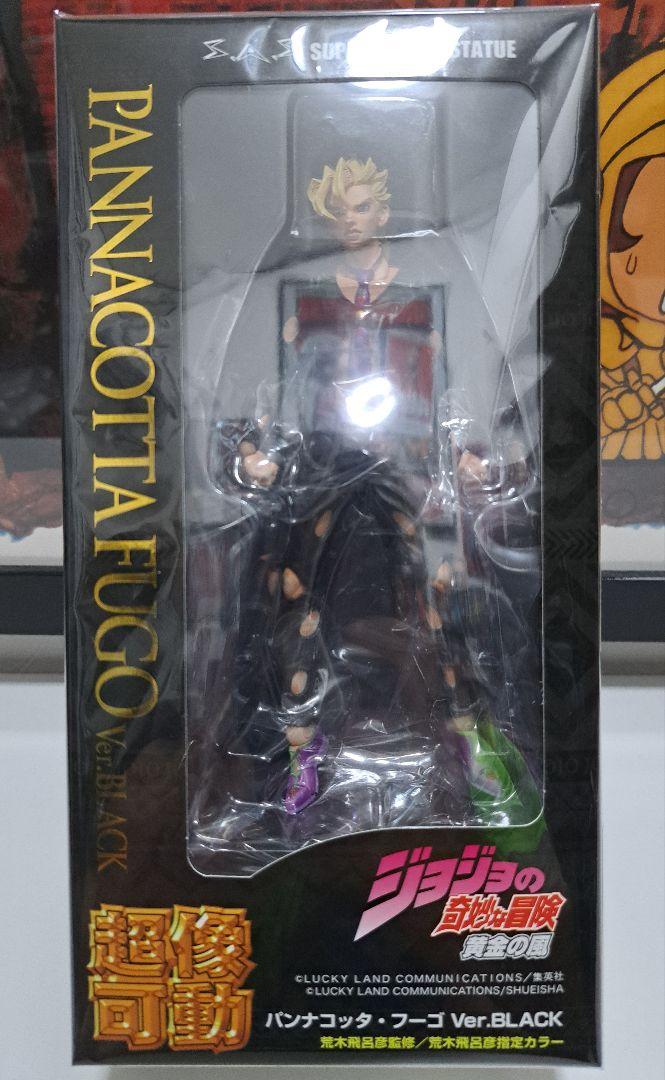 S.A.S SUPER STATUE
PANNACOTTA FUGO Ver.BLACK
ジョジョの
奇妙な冒険
黄金の風
超像
可動
©LUCKY LAND COMMUNICATIONS/集英社
©LUCKY LAND COMMUNICATIONS/SHUEISHA
パンナコッタ・フーゴ Ver.BLACK
荒木飛呂彦監修/荒木飛呂彦指定カラー